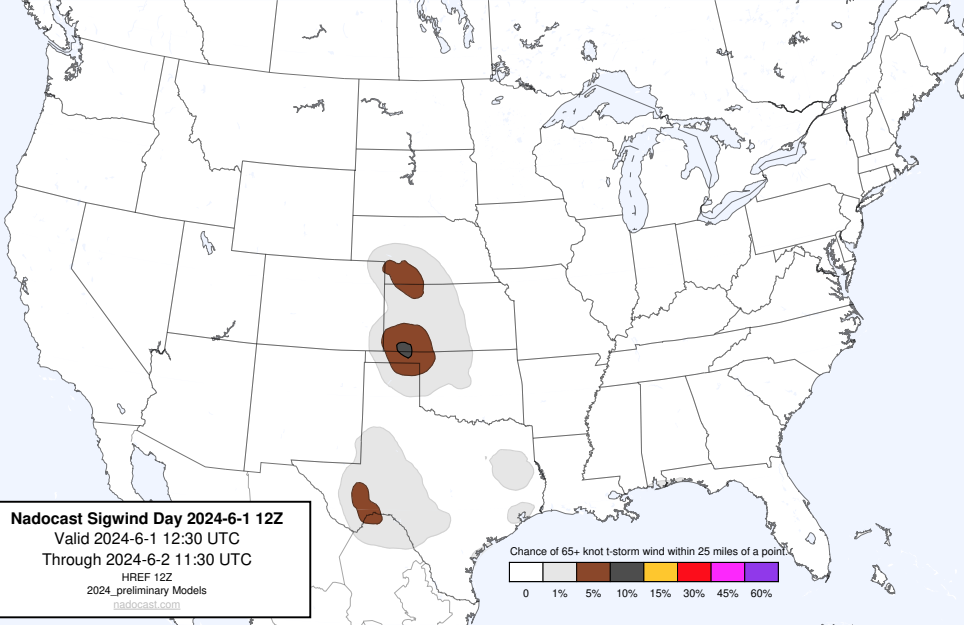 Nadocast Sigwind Day 2024-6-1 12Z
Valid 2024-6-1 12:30 UTC
Through 2024-6-2 11:30 UTC
HREF 12Z
2024_preliminary Models
nadocast.com
Chance of 65+ knot t-storm wind within 25 miles of a point.
0 1% 5% 10% 15% 30% 45% 60%